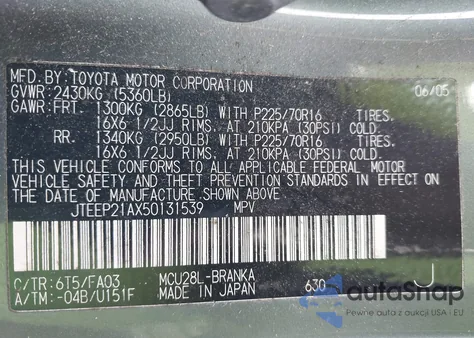 MFD. BY: TOYOTA MOTOR CORPORATION 06/05
GVWR: 2430KG (5360LB)
GAWR: FRT. 1300KG (2865LB) WITH P225/70R16 TIRES.
16X6 1/2JJ RIMS, AT 210KPA (30PSI) COLD.
RR. 1340KG (2950LB) WITH P225/70R16 TIRES.
16X6 1/2JJ RIMS, AT 210KPA (30PSI) COLD.
THIS VEHICLE CONFORMS TO ALL APPLICABLE FEDERAL MOTOR
VEHICLE SAFETY AND THEFT PREVENTION STANDARDS IN EFFECT ON
THE DATE OF MANUFACTURE SHOWN ABOVE.
JTEEP21AX50131539 MPV
C/TR: 6T5/FA03 MCU28L-BRANKA 630 J
A/TM: -04B/U151F MADE IN JAPAN
autaSnap
Auta z aukcji z USA i EU